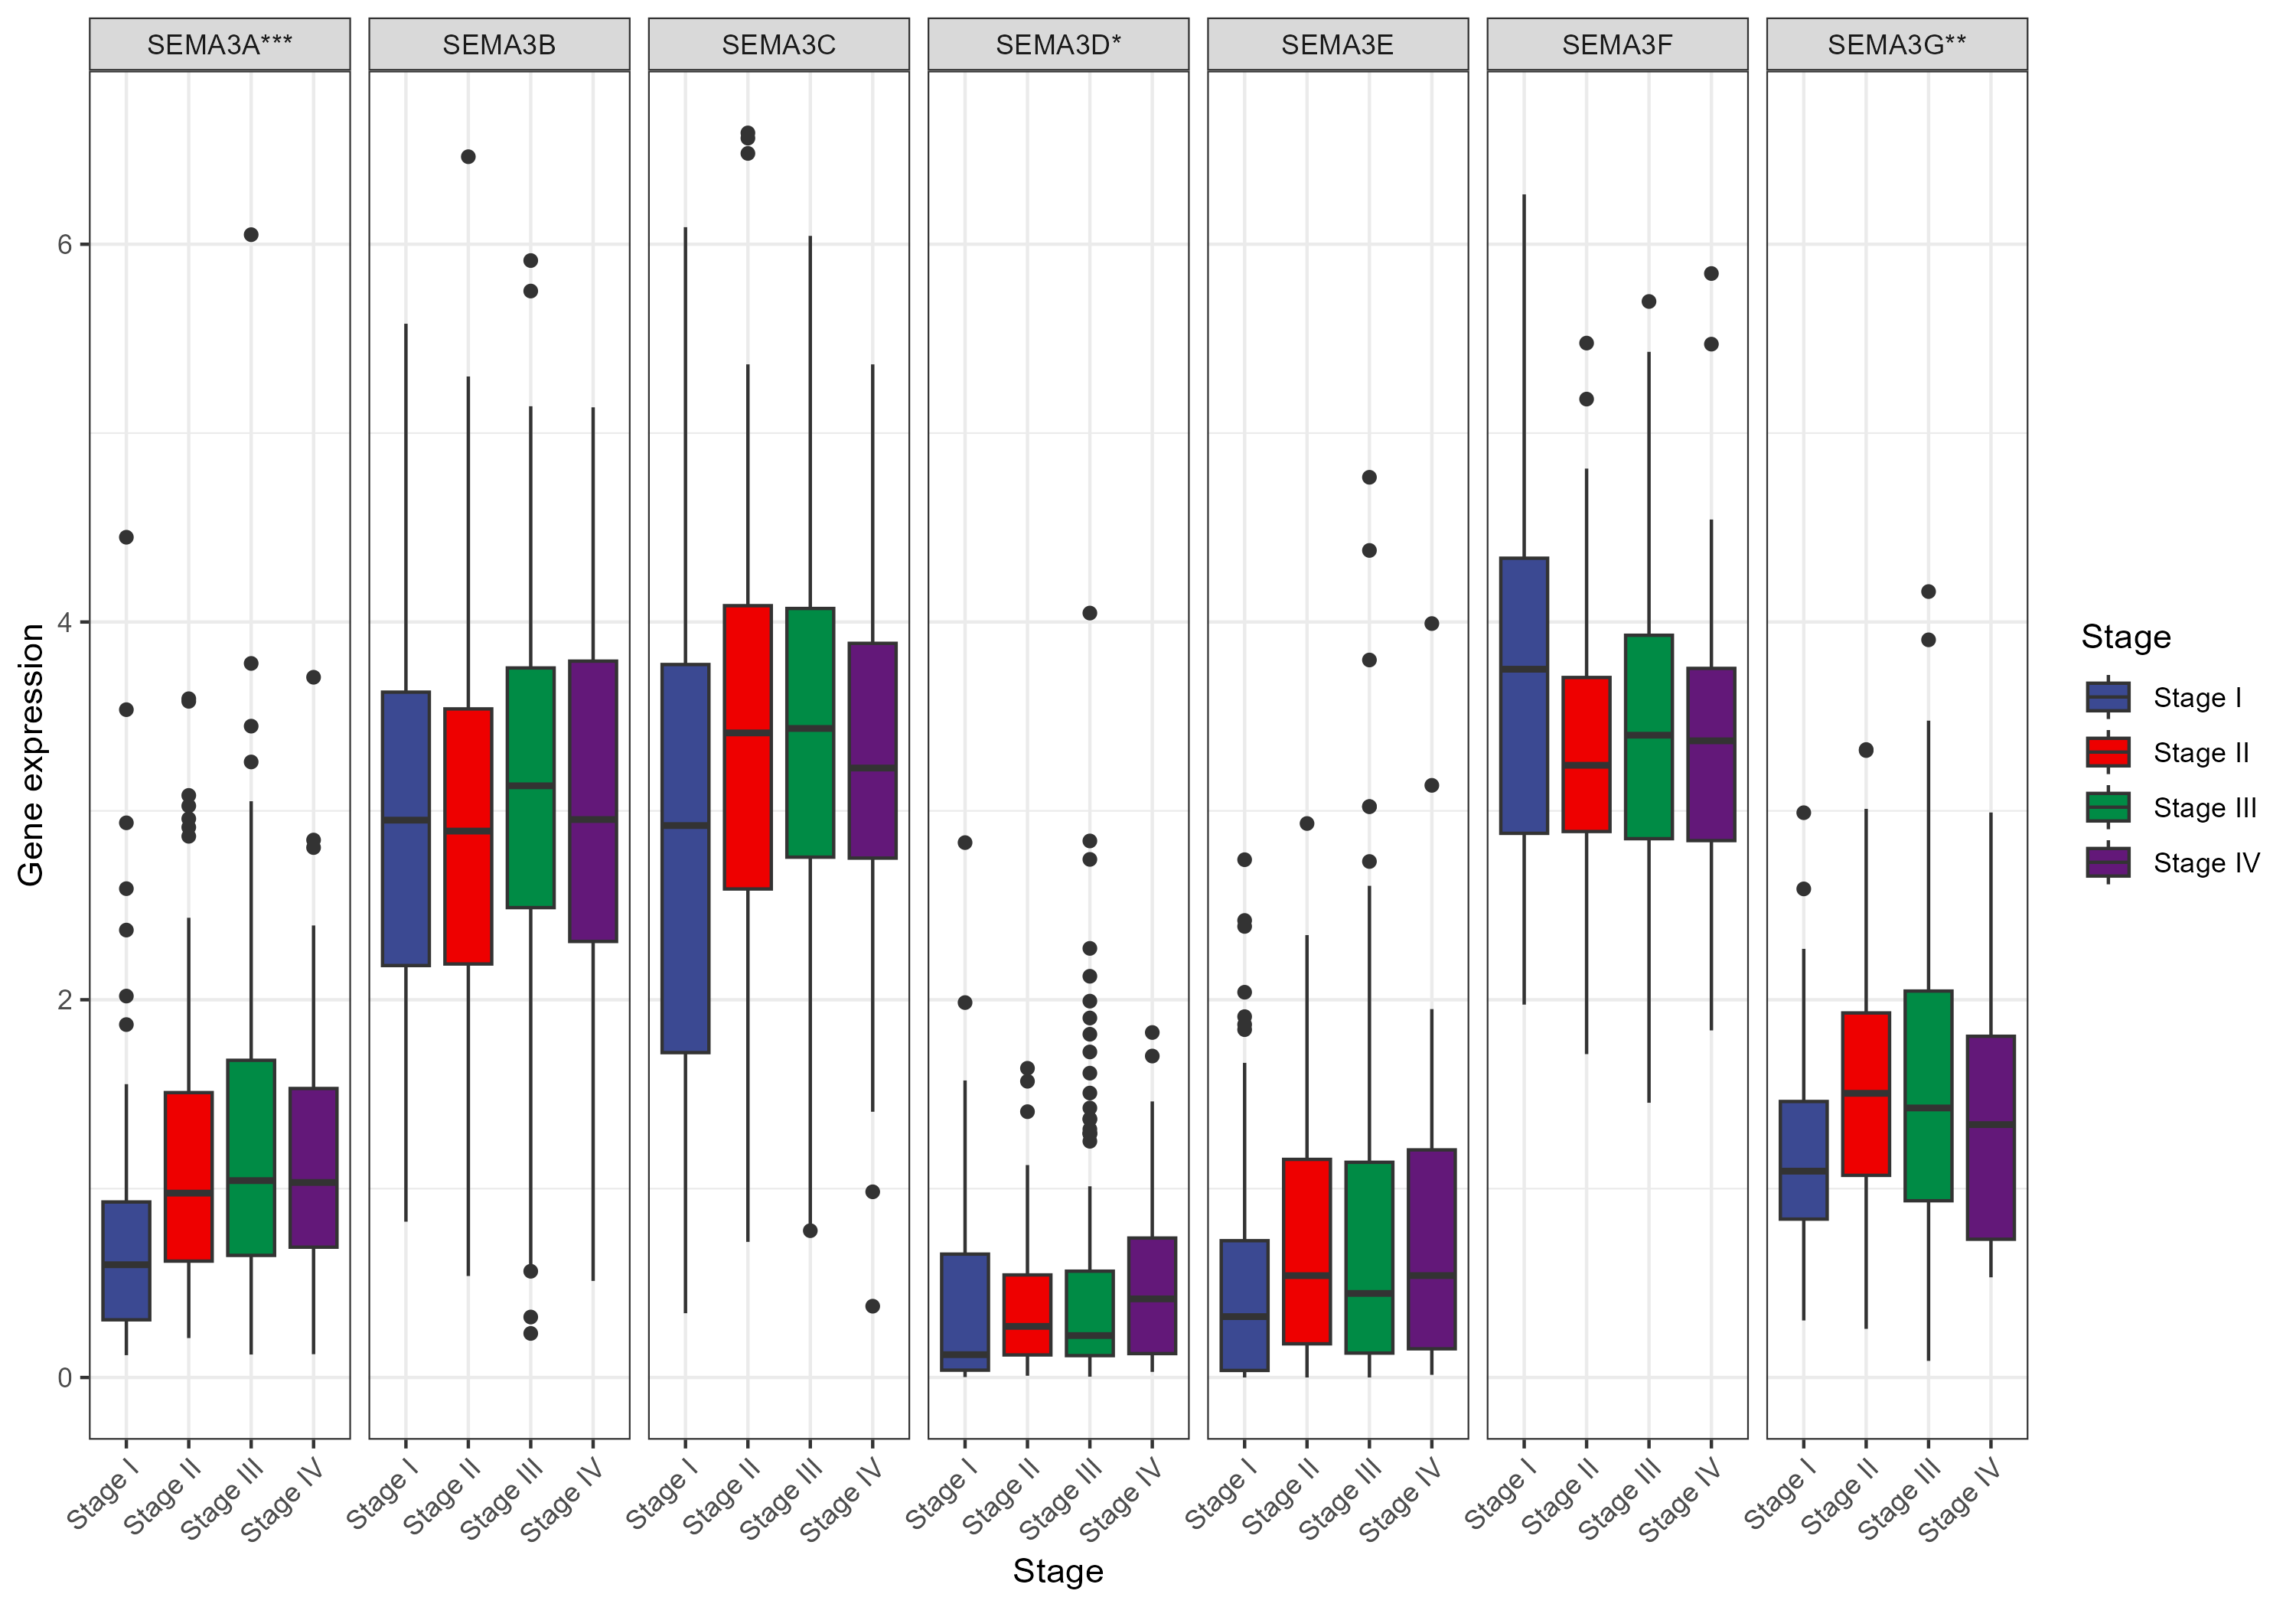 SEMA3A*** SEMA3B SEMA3C SEMA3D* SEMA3E SEMA3F SEMA3G**
6
4
2
0
Gene expression
Stage I Stage II Stage III Stage IV Stage I Stage II Stage III Stage IV Stage I Stage II Stage III Stage IV Stage I Stage II Stage III Stage IV Stage I Stage II Stage III Stage IV Stage I Stage II Stage III Stage IV Stage I Stage II Stage III Stage IV
Stage
Stage
Stage I
Stage II
Stage III
Stage IV